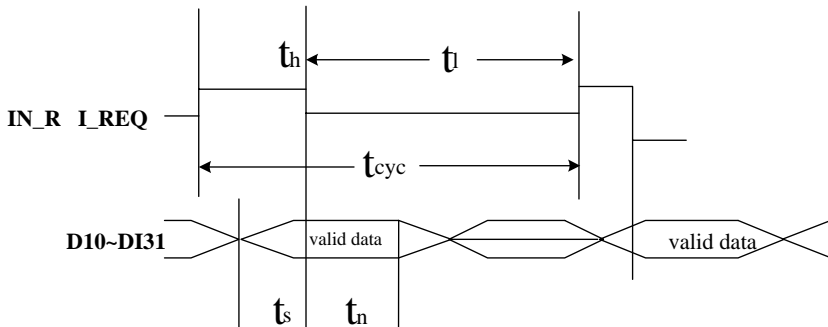 th tl
IN_R I_REQ
tcyc
D10~DI31 valid data valid data
ts tn